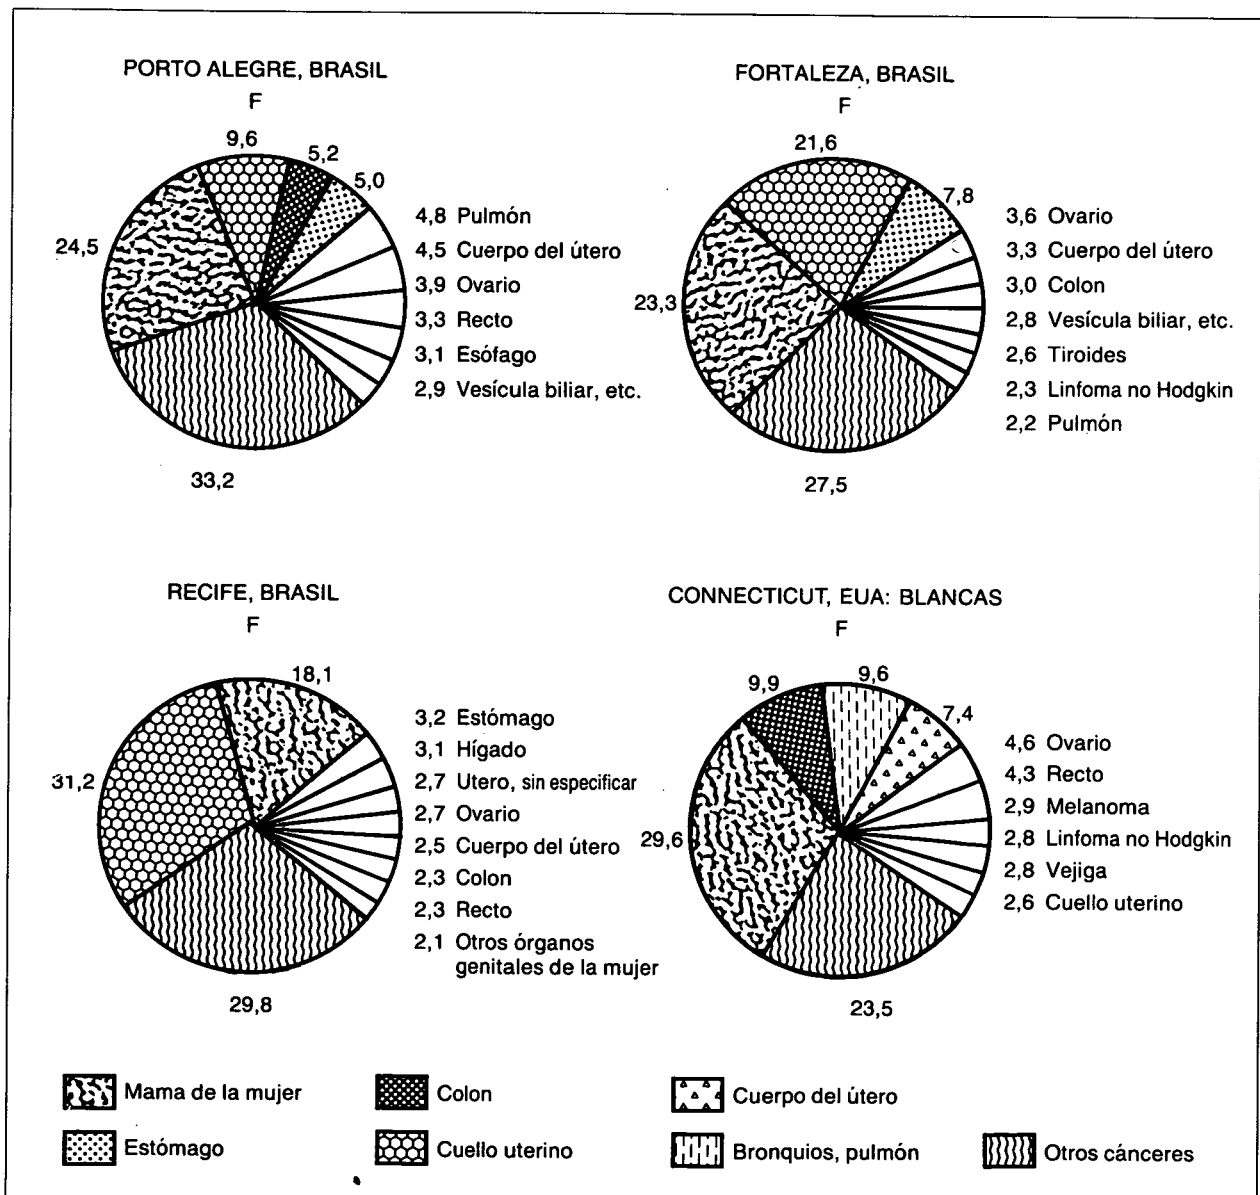 PORTO ALEGRE, BRASIL
F
9,6
5,2
5,0
24,5
33,2
4,8 Pulmón
4,5 Cuerpo del útero
3,9 Ovario
3,3 Recto
3,1 Esófago
2,9 Vesícula biliar, etc.
FORTALEZA, BRASIL
F
21,6
7,8
23,3
27,5
3,6 Ovario
3,3 Cuerpo del útero
3,0 Colon
2,8 Vesícula biliar, etc.
2,6 Tiroides
2,3 Linfoma no Hodgkin
2,2 Pulmón
RECIFE, BRASIL
F
18,1
31,2
29,8
3,2 Estómago
3,1 Hígado
2,7 Utero, sin especificar
2,7 Ovario
2,5 Cuerpo del útero
2,3 Colon
2,3 Recto
2,1 Otros órganos
genitales de la mujer
CONNECTICUT, EUA: BLANCAS
F
9,9
9,6
7,4
29,6
23,5
4,6 Ovario
4,3 Recto
2,9 Melanoma
2,8 Linfoma no Hodgkin
2,8 Vejiga
2,6 Cuello uterino
Mama de la mujer
Colon
Cuerpo del útero
Estómago
Cuello uterino
Bronquios, pulmón
Otros cánceres